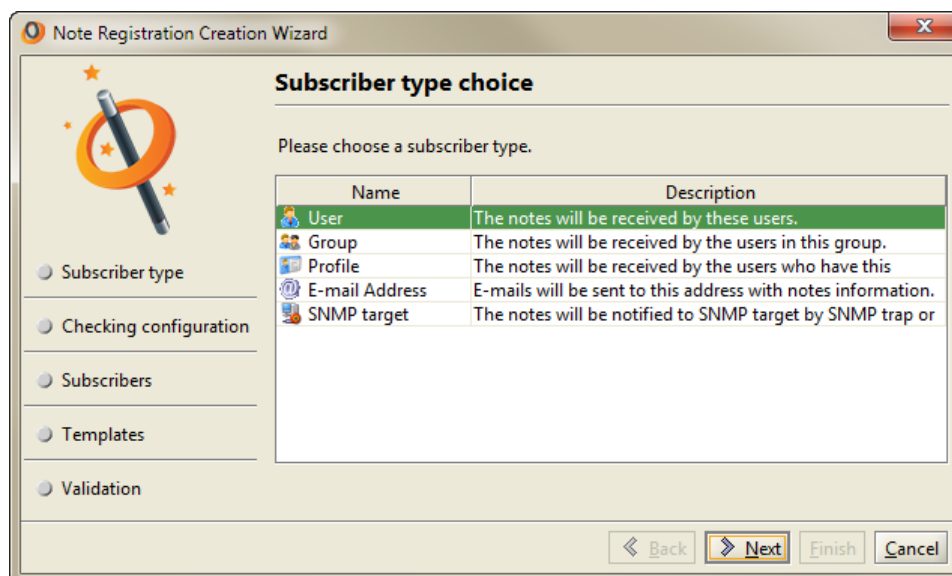 Note Registration Creation Wizard
Subscriber type choice
Please choose a subscriber type.
Name Description
User The notes will be received by these users.
Group The notes will be received by the users in this group.
Profile The notes will be received by the users who have this
E-mail Address E-mails will be sent to this address with notes information.
SNMP target The notes will be notified to SNMP target by SNMP trap or
Subscriber type
Checking configuration
Subscribers
Templates
Validation
Back Next Finish Cancel